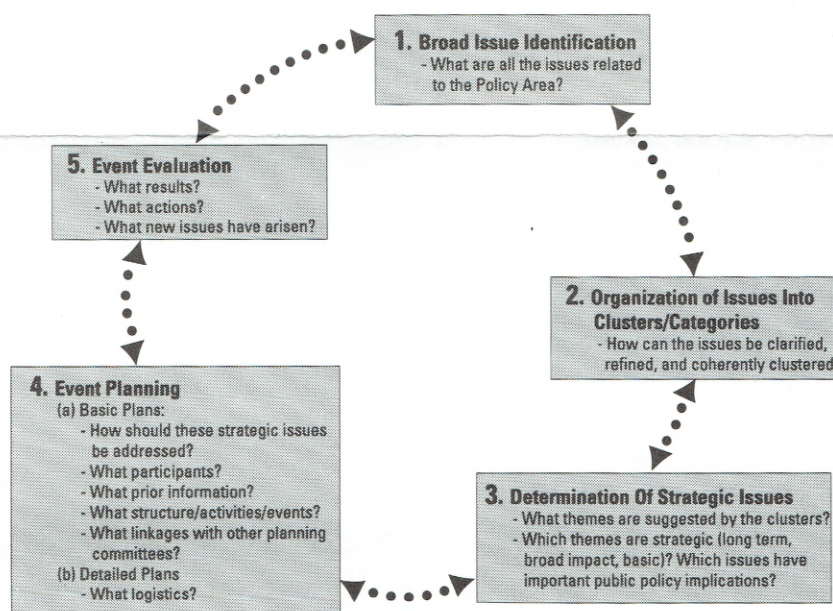 1. Broad Issue Identification
- What are all the issues related
to the Policy Area?
5. Event Evaluation
- What results?
- What actions?
- What new issues have arisen?
2. Organization of Issues Into
Clusters/Categories
- How can the issues be clarified,
refined, and coherently clustered
4. Event Planning
(a) Basic Plans:
- How should these strategic issues
be addressed?
- What participants?
- What prior information?
- What structure/activities/events?
- What linkages with other planning
committees?
(b) Detailed Plans
- What logistics?
3. Determination Of Strategic Issues
- What themes are suggested by the clusters?
- Which themes are strategic (long term,
broad impact, basic)? Which issues have
important public policy implications?